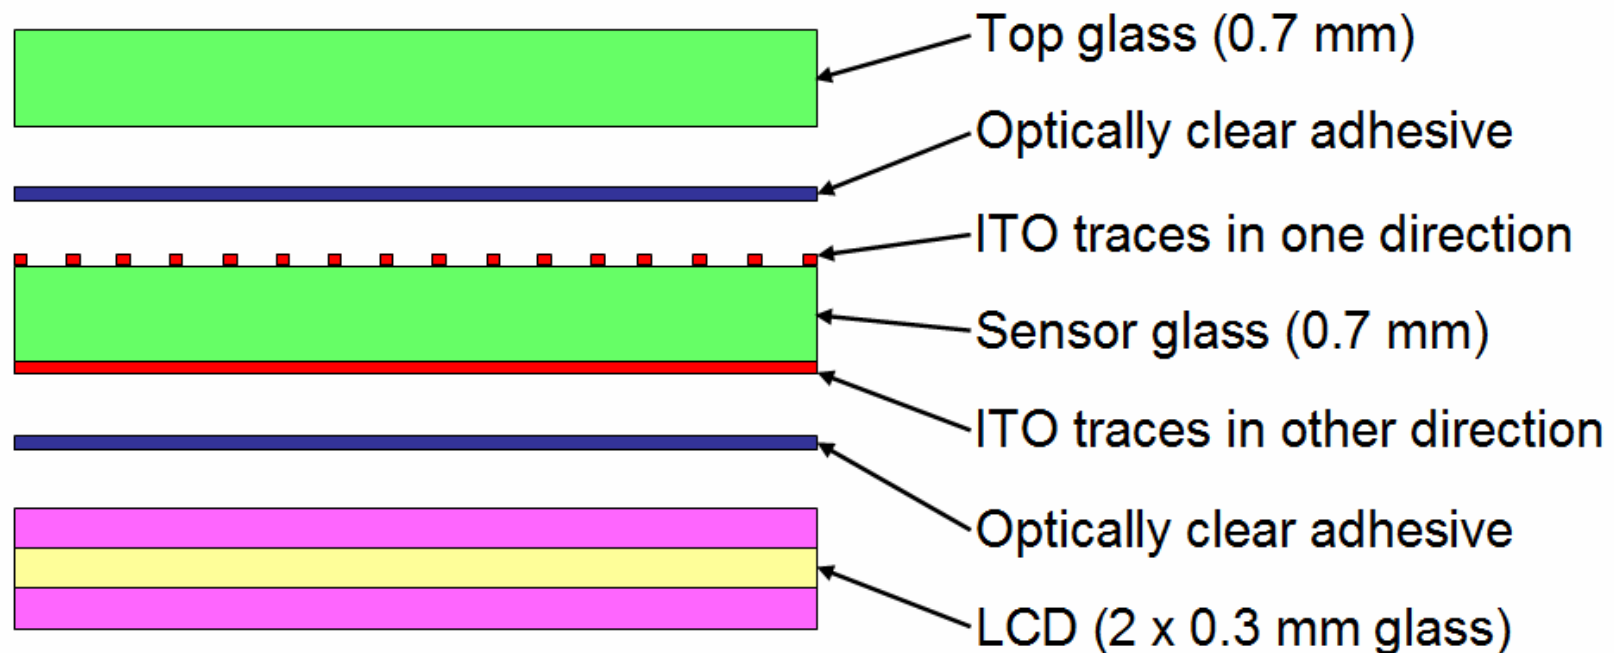 Top glass (0.7 mm)
Optically clear adhesive
ITO traces in one direction
Sensor glass (0.7 mm)
ITO traces in other direction
Optically clear adhesive
LCD (2 x 0.3 mm glass)